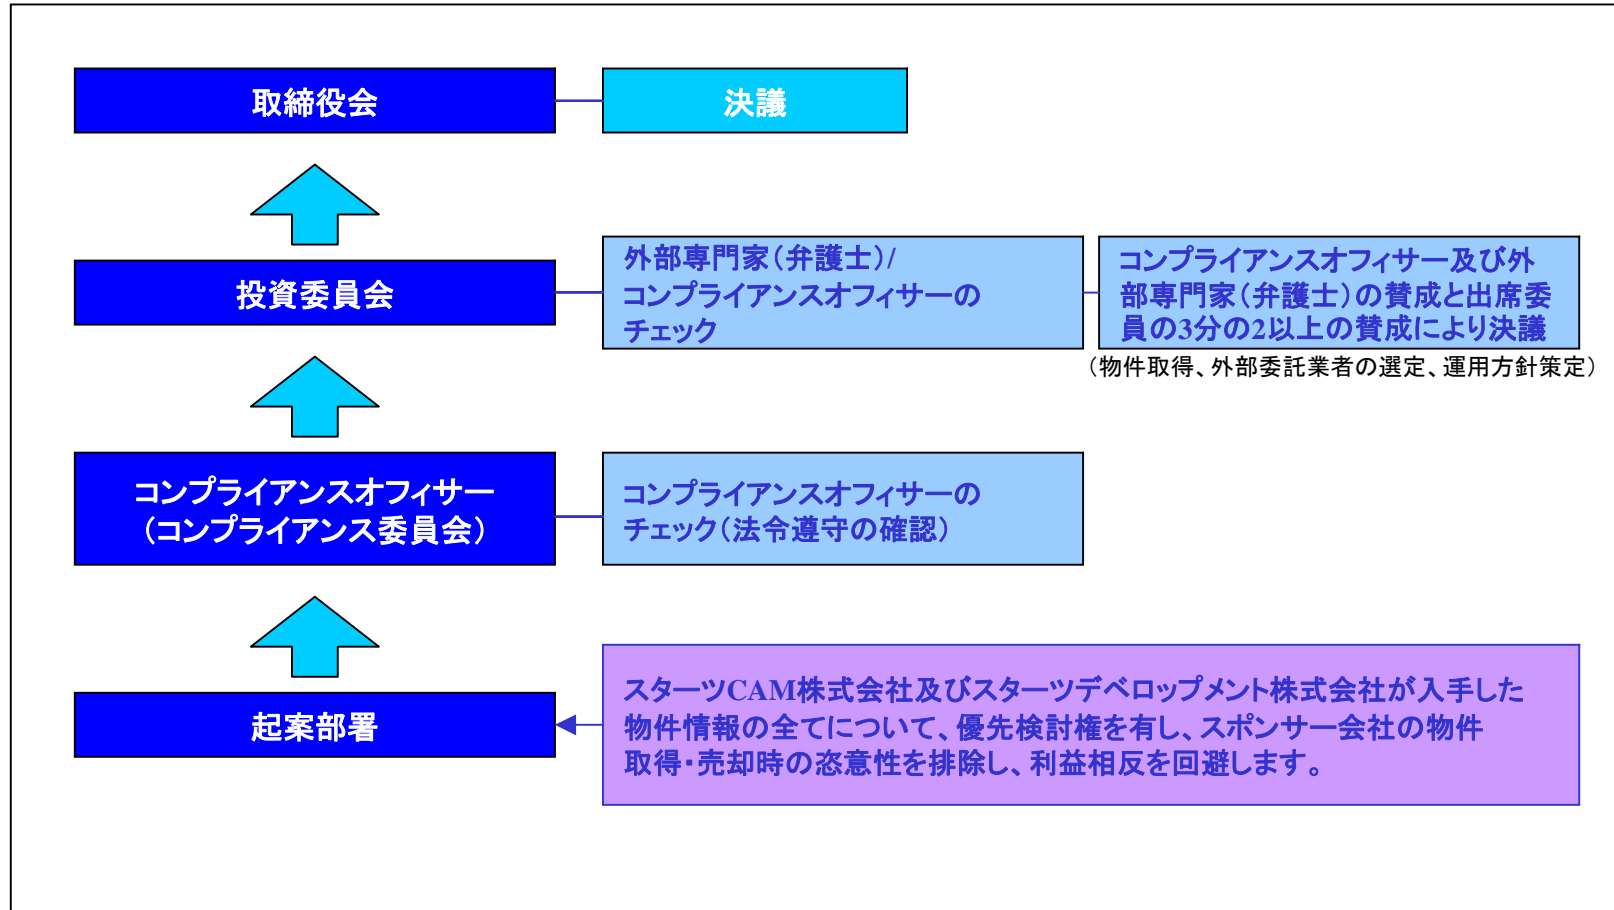 取締役会
決議
投資委員会
外部専門家（弁護士）/
コンプライアンスオフィサーの
チェック
コンプライアンスオフィサー及び外
部専門家（弁護士）の賛成と出席委
員の3分の2以上の賛成により決議
（物件取得、外部委託業者の選定、運用方針策定）
コンプライアンスオフィサー
（コンプライアンス委員会）
コンプライアンスオフィサーの
チェック（法令遵守の確認）
起案部署
スターツCAM株式会社及びスターツデベロップメント株式会社が入手した
物件情報の全てについて、優先検討権を有し、スポンサー会社の物件
取得・売却時の恣意性を排除し、利益相反を回避します。